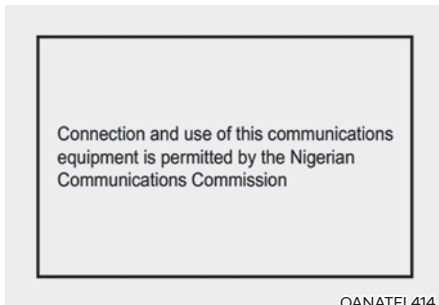 Connection and use of this communications
equipment is permitted by the Nigerian
Communications Commission
OANATEL414